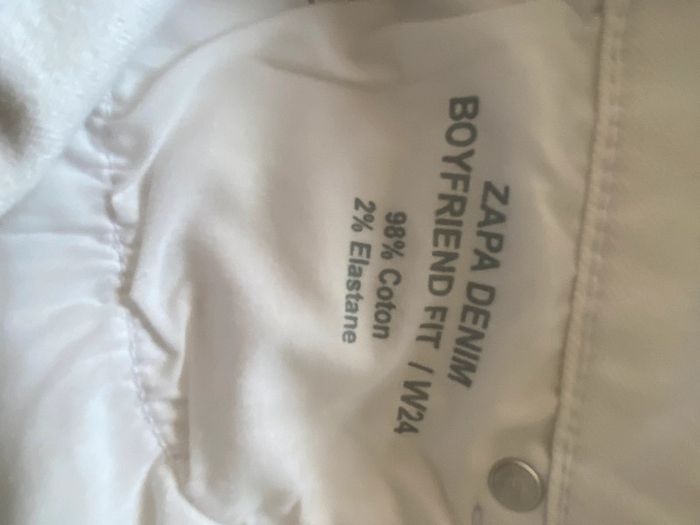 ZAPA DENIM
BOYFRIEND FIT / W24
98% Coton
2% Elastane